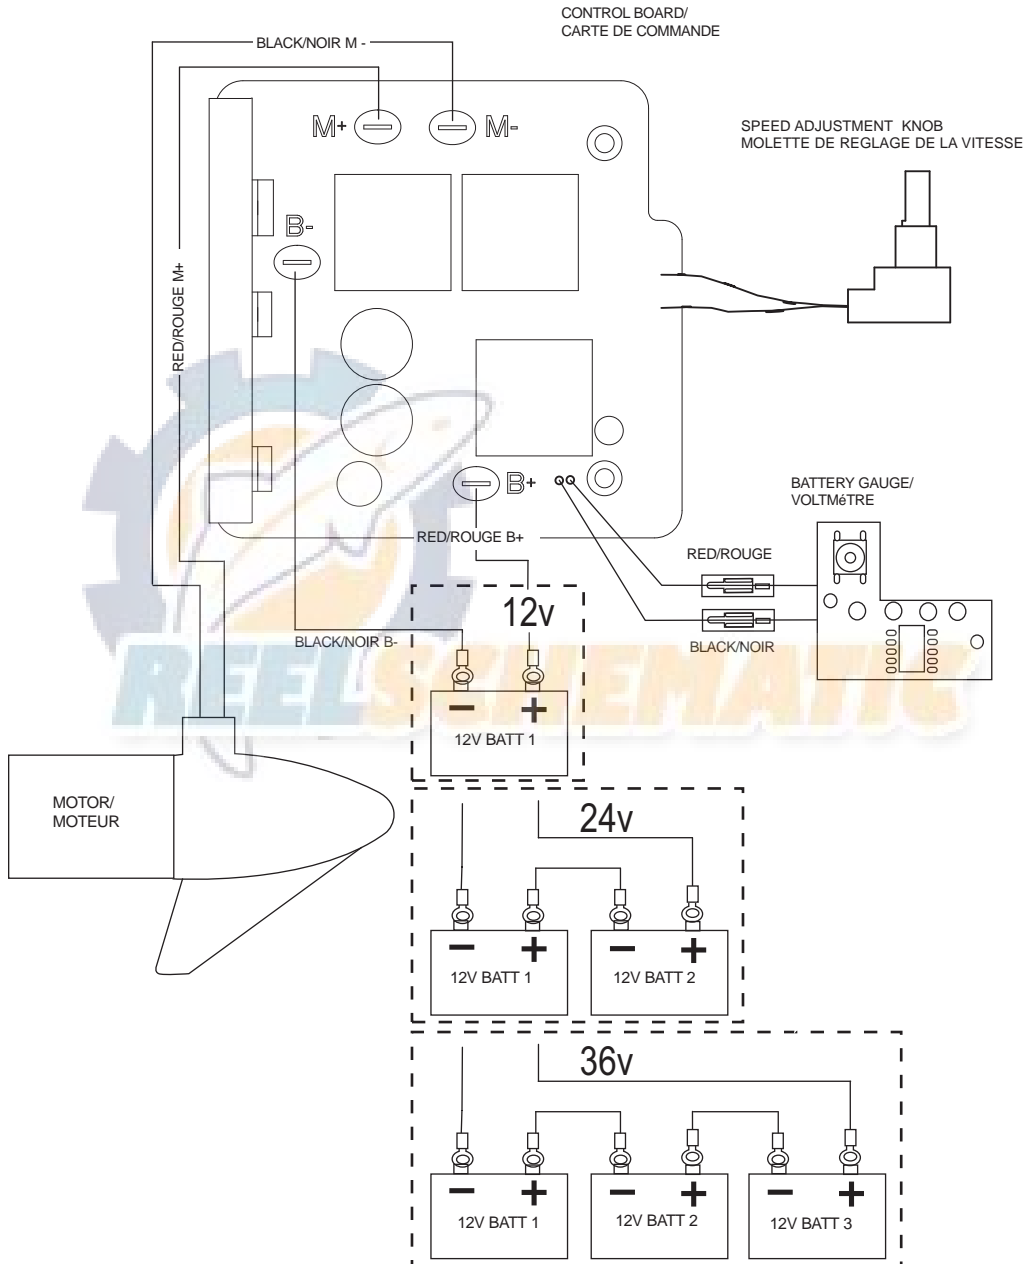 CONTROL BOARD/
CARTE DE COMMANDE
BLACK/NOIR M -
M+
M-
SPEED ADJUSTMENT KNOB
MOLETTE DE REGLAGE DE LA VITESSE
B-
RED/ROUGE M+
B+
BATTERY GAUGE/
VOLTMéTRE
RED/ROUGE B+
RED/ROUGE
12v
BLACK/NOIR B-
BLACK/NOIR
REELSCHEMATIC
- +
12V BATT 1
MOTOR/
MOTEUR
24v
- + - +
12V BATT 1
12V BATT 2
36v
- + - + - +
12V BATT 1
12V BATT 2
12V BATT 3